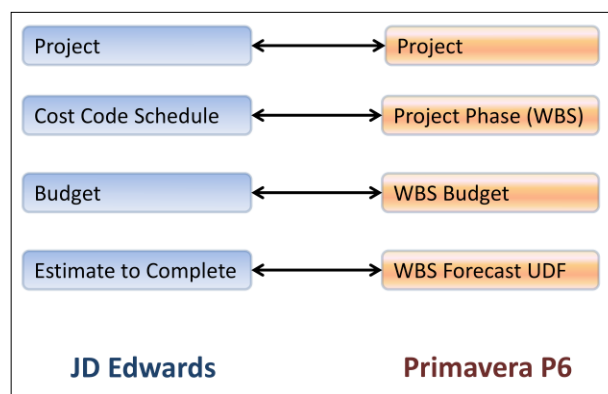 Project
Project
Cost Code Schedule
Project Phase (WBS)
Budget
WBS Budget
Estimate to Complete
WBS Forecast UDF
JD Edwards
Primavera P6